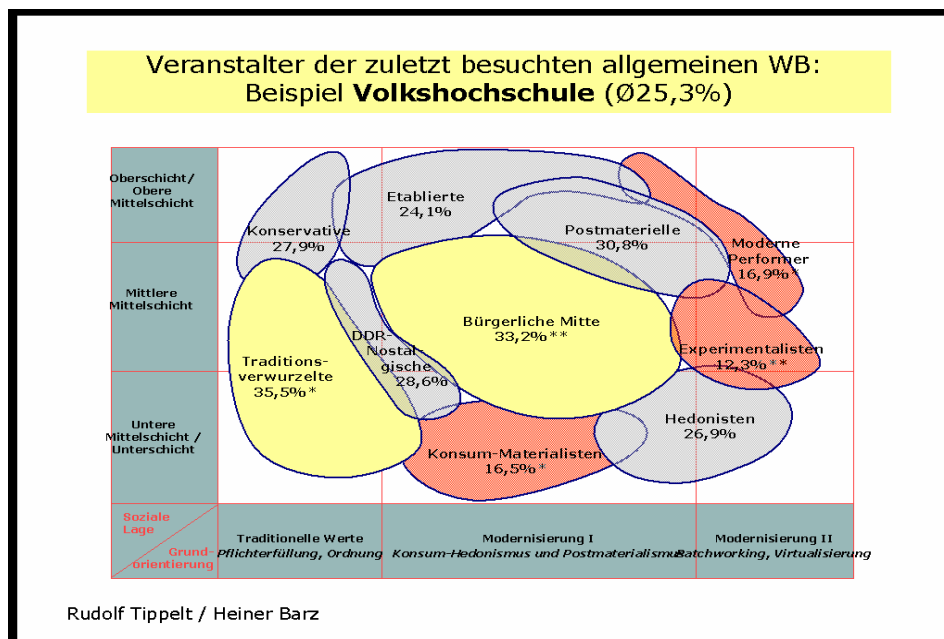 Veranstalter der zuletzt besuchten allgemeinen WB:
Beispiel Volkshochschule (Ø25,3%)
Oberschicht/
Obere
Mittelschicht
Mittlere
Mittelschicht
Untere
Mittelschicht /
Unterschicht
Konservative
27,9%
Etablierte
24,1%
Postmaterielle
30,8%
Moderne
Performer
16,9%*
Traditions-
verwurzelte
35,5%*
DDR-
Nostal-
gische
28,6%
Bürgerliche Mitte
33,2%**
Experimentalisten
12,3%**
Konsum-Materialisten
16,5%*
Hedonisten
26,9%
Soziale
Lage
Grund-
orientierung
Traditionelle Werte
Pflichterfüllung, Ordnung
Modernisierung I
Konsum-Hedonismus und Postmaterialismus
Modernisierung II
Patchworking, Virtualisierung
Rudolf Tippelt / Heiner Barz